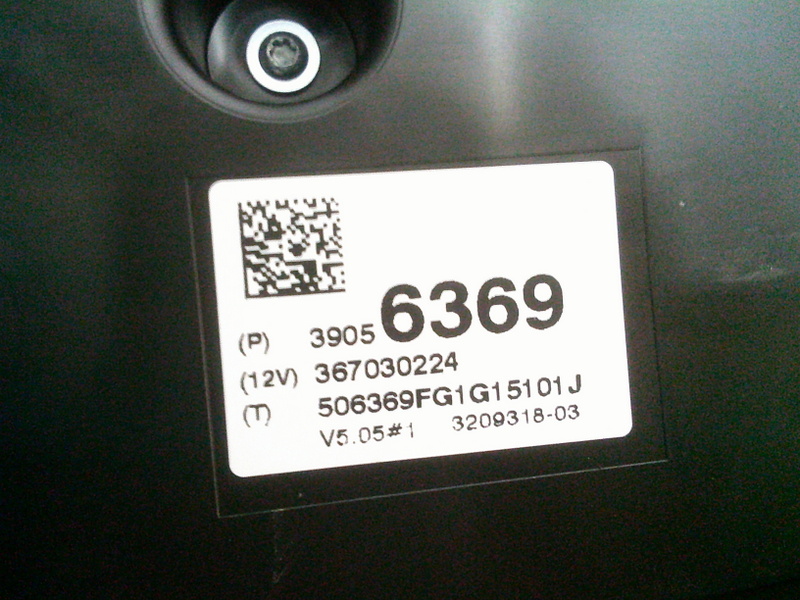 (P) 3905 6369
(12V) 367030224
(T) 506369FG1G15101J
V5.05#1 3209318-03